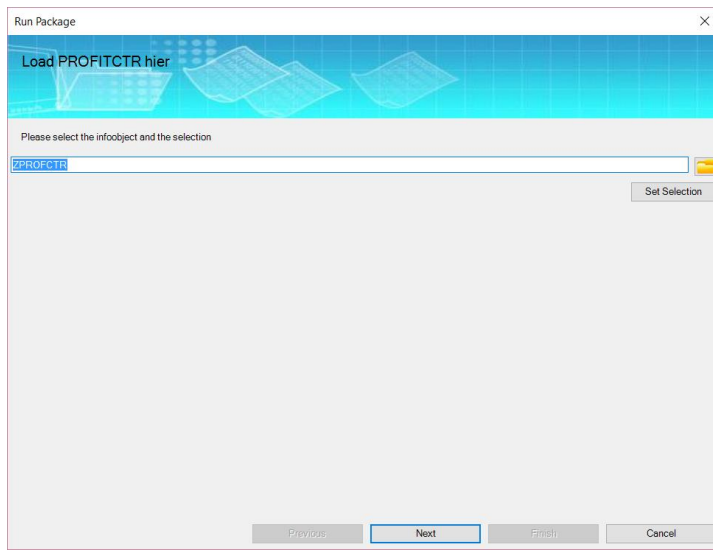 Run Package
Load PROFITCTR hier
Please select the infoobject and the selection
ZPROFCTR
Set Selection
Previous Next Finish Cancel